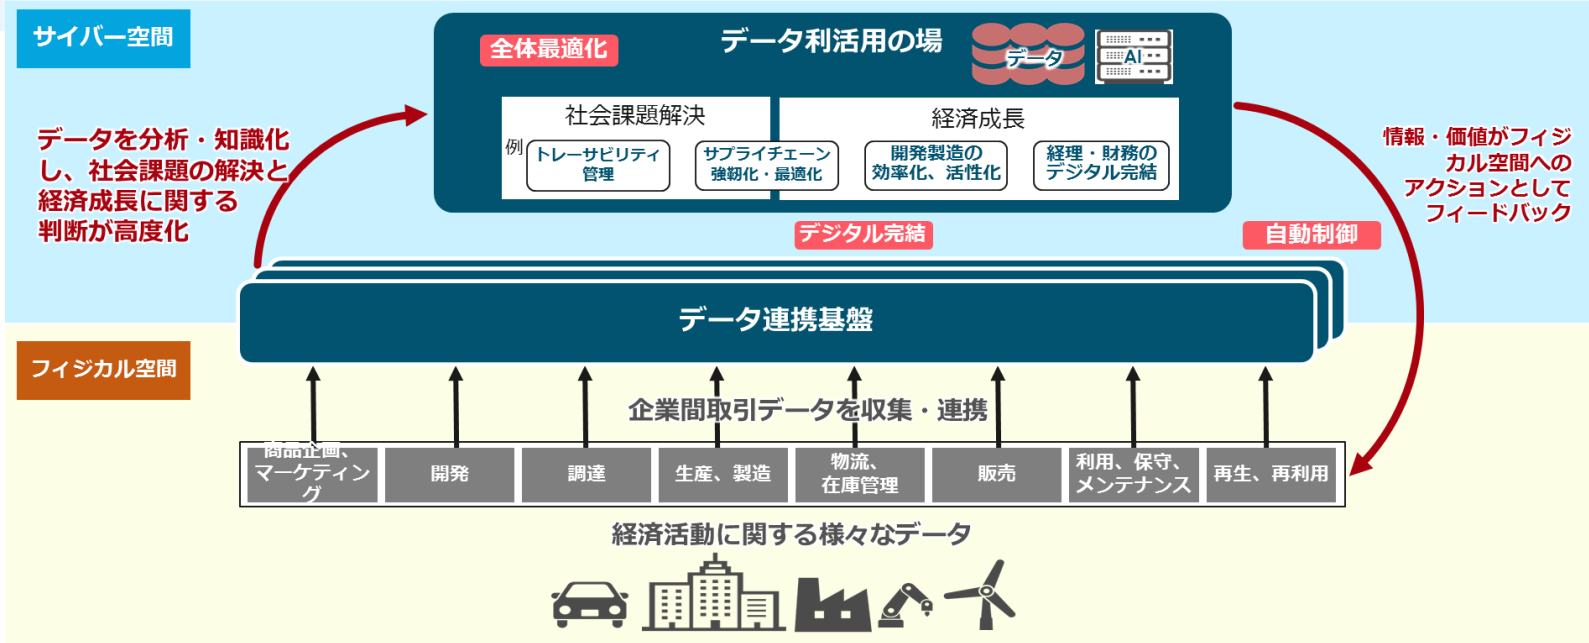 サイバー空間
全体最適化
データ利活用の場
データ
AI
社会課題解決
経済成長
例
トレーサビリティ
管理
サプライチェーン
強靭化・最適化
開発製造の
効率化、活性化
経理・財務の
デジタル完結
データを分析・知識化
し、社会課題の解決と
経済成長に関する
判断が高度化
情報・価値がフィジ
カル空間への
アクションとして
フィードバック
デジタル完結
自動制御
データ連携基盤
フィジカル空間
企業間取引データを収集・連携
商品企画、
マーケティン
グ
開発
調達
生産、製造
物流、
在庫管理
販売
利用、保守、
メンテナンス
再生、再利用
経済活動に関する様々なデータ